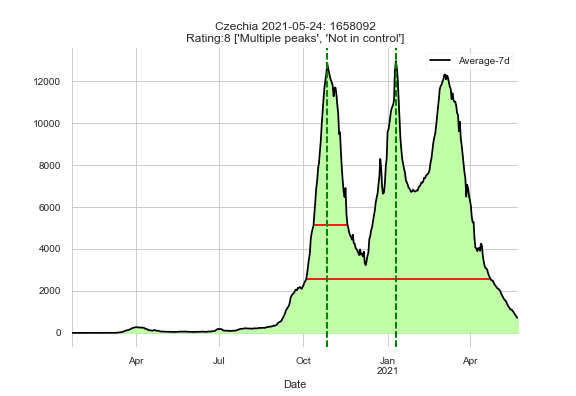 Czechia 2021-05-24: 1658092
Rating:8 ['Multiple peaks', 'Not in control']
Average-7d
12000
10000
8000
6000
4000
2000
0
Apr Jul Oct Jan Apr
2021
Date